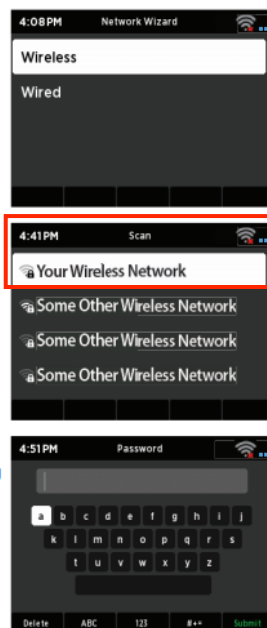 4:08PM Network Wizard
Wireless
Wired
4:41PM Scan
Your Wireless Network
Some Other Wireless Network
Some Other Wireless Network
Some Other Wireless Network
4:51PM Password
a b c d e f g h i j
k l m n o p q r s
t u v w x y z
Delete ABC 123 #+= Submit